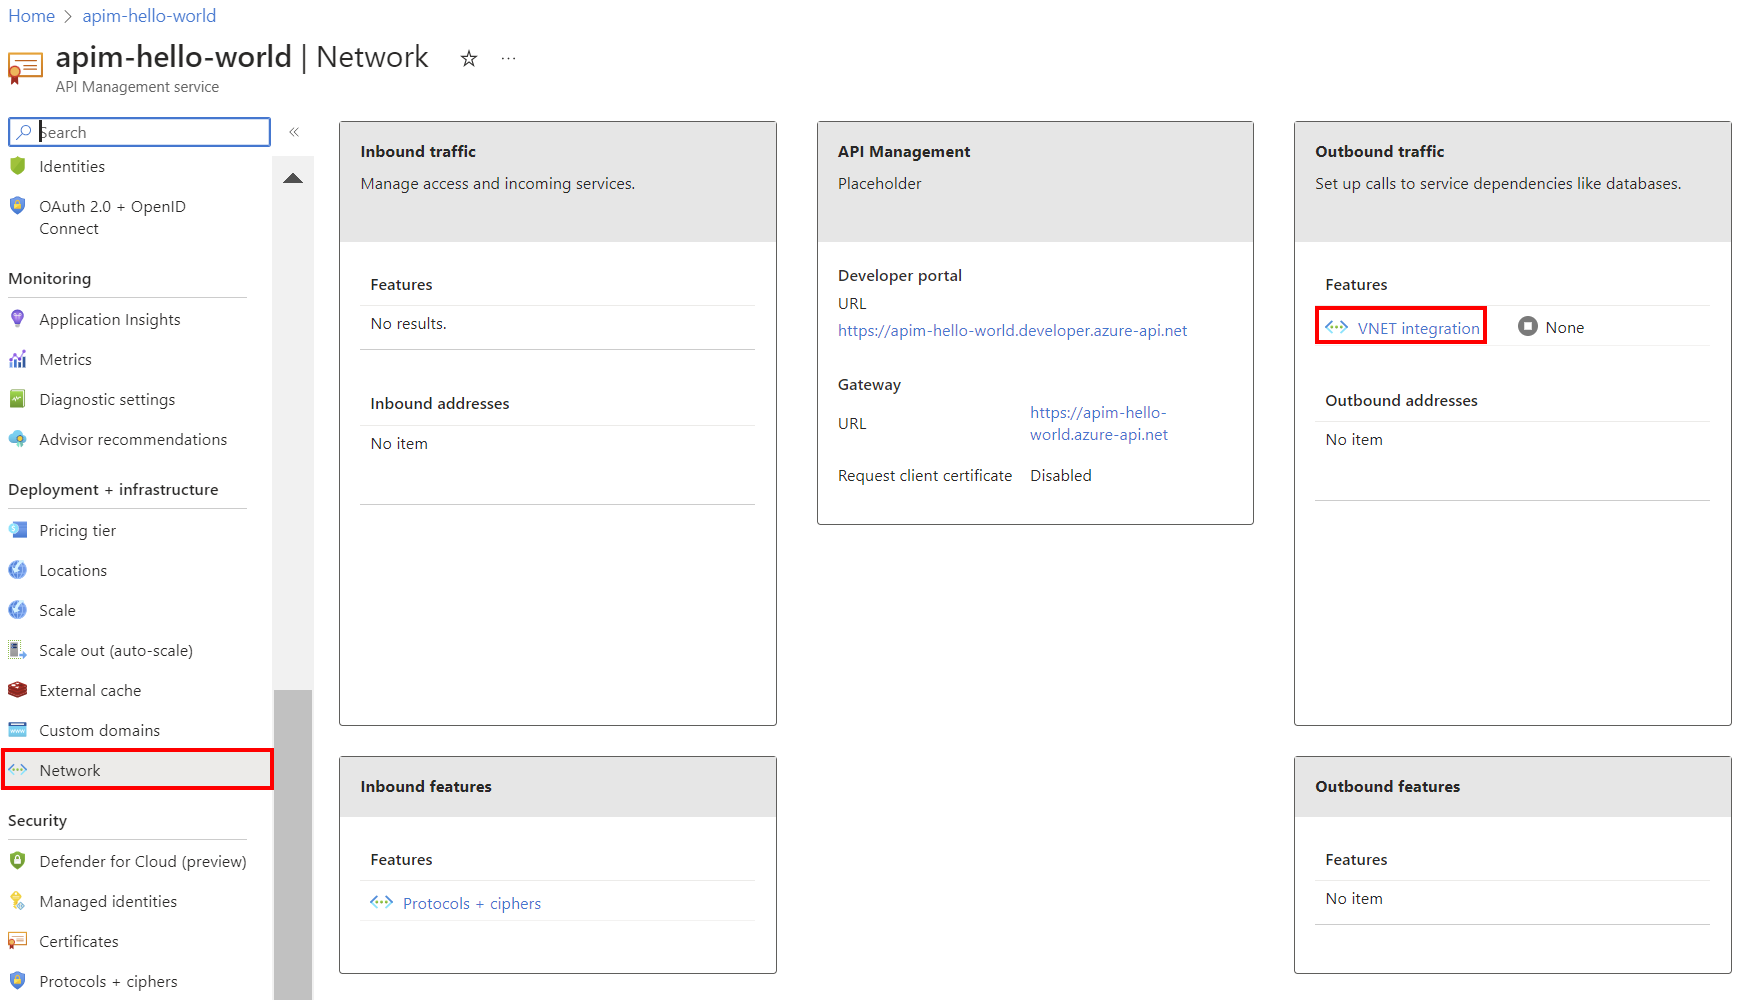 Home > apim-hello-world
apim-hello-world | Network
API Management service
Search
Identities
OAuth 2.0 + OpenID
Connect
Monitoring
Application Insights
Metrics
Diagnostic settings
Advisor recommendations
Deployment + infrastructure
Pricing tier
Locations
Scale
Scale out (auto-scale)
External cache
Custom domains
Network
Security
Defender for Cloud (preview)
Managed identities
Certificates
Protocols + ciphers
Inbound traffic
Manage access and incoming services.
Features
No results.
Inbound addresses
No item
API Management
Placeholder
Developer portal
URL
https://apim-hello-world.developer.azure-api.net
Gateway
URL
https://apim-hello-
world.azure-api.net
Request client certificate Disabled
Outbound traffic
Set up calls to service dependencies like databases.
Features
VNET integration None
Outbound addresses
No item
Inbound features
Features
Protocols + ciphers
Outbound features
Features
No item